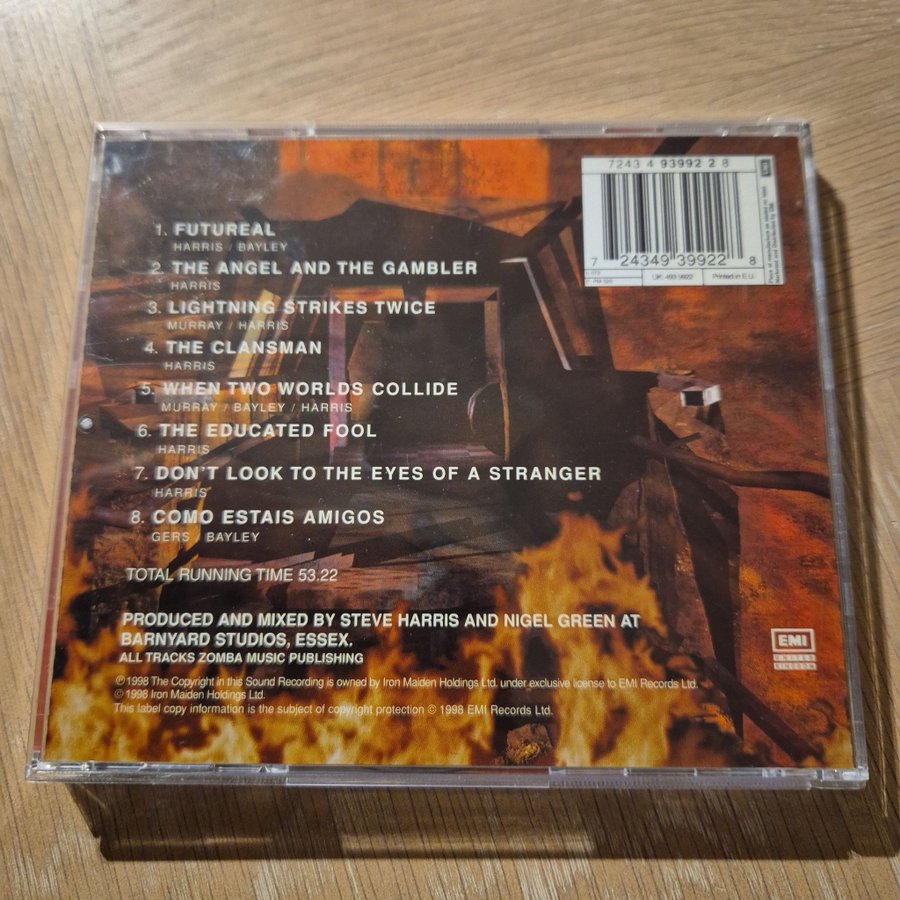 7243 4 93992 2 8
7 24349 39922 8
UK: 493 9922
Printed in E.U.
EMI
1. FUTUREAL
HARRIS / BAYLEY
2. THE ANGEL AND THE GAMBLER
HARRIS
3. LIGHTNING STRIKES TWICE
MURRAY / HARRIS
4. THE CLANSMAN
HARRIS
5. WHEN TWO WORLDS COLLIDE
MURRAY / BAYLEY / HARRIS
6. THE EDUCATED FOOL
HARRIS
7. DON'T LOOK TO THE EYES OF A STRANGER
HARRIS
8. COMO ESTAIS AMIGOS
GERS / BAYLEY
TOTAL RUNNING TIME 53.22
PRODUCED AND MIXED BY STEVE HARRIS AND NIGEL GREEN AT
BARNYARD STUDIOS, ESSEX.
ALL TRACKS ZOMBA MUSIC PUBLISHING
℗ 1998 The Copyright in this Sound Recording is owned by Iron Maiden Holdings Ltd. under exclusive license to EMI Records Ltd.
© 1998 Iron Maiden Holdings Ltd.
This label copy information is the subject of copyright protection © 1998 EMI Records Ltd.
EMI
UNITED
KINGDOM